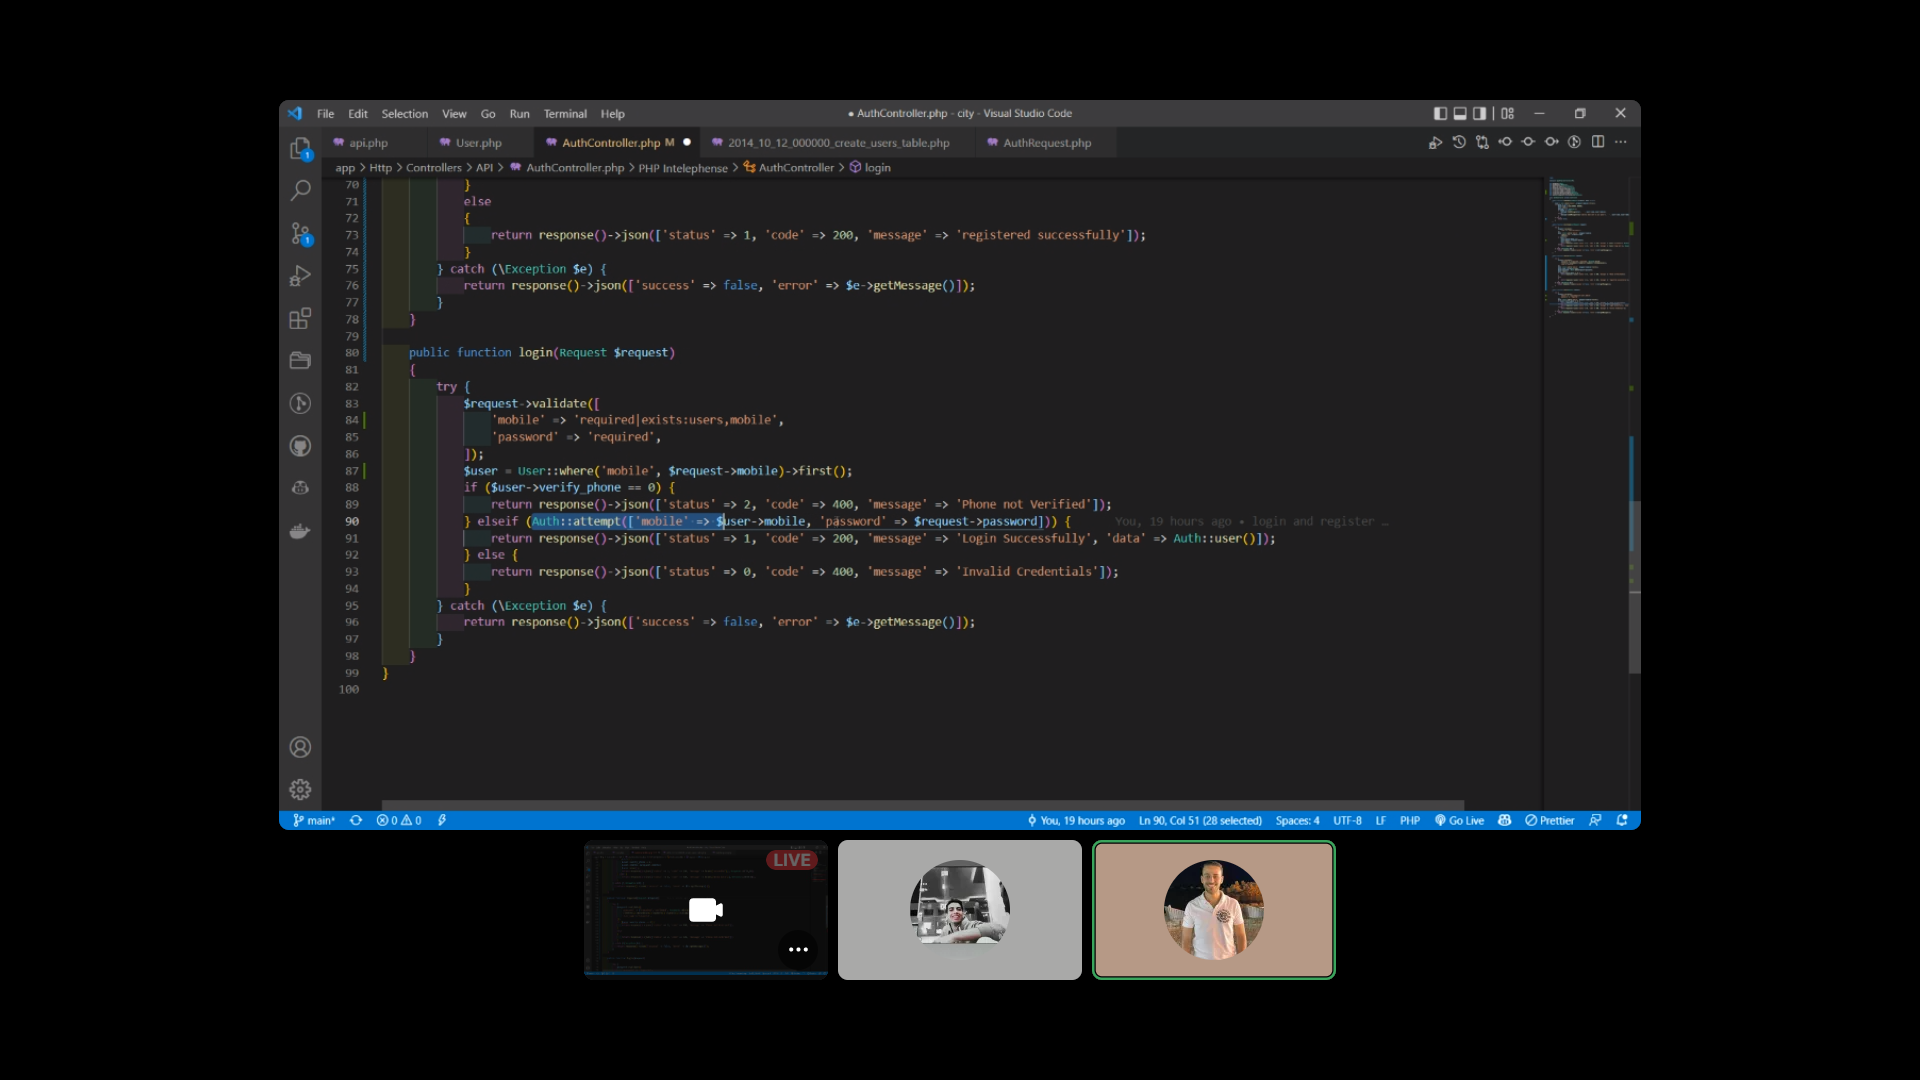 File Edit Selection View Go Run Terminal Help
● AuthController.php - city - Visual Studio Code
api.php User.php AuthController.php M ● 2014_10_12_000000_create_users_table.php AuthRequest.php
app > Http > Controllers > API > AuthController.php > PHP Intelephense > AuthController > login
70 }
71 else
72 {
73 return response()->json(['status' => 1, 'code' => 200, 'message' => 'registered successfully']);
74 }
75 } catch (\Exception $e) {
76 return response()->json(['success' => false, 'error' => $e->getMessage()]);
77 }
78 }
79
80 public function login(Request $request)
81 {
82 try {
83 $request->validate([
84 'mobile' => 'required|exists:users,mobile',
85 'password' => 'required',
86 ]);
87 $user = User::where('mobile', $request->mobile)->first();
88 if ($user->verify_phone == 0) {
89 return response()->json(['status' => 2, 'code' => 400, 'message' => 'Phone not Verified']);
90 } elseif (Auth::attempt(['mobile' => $user->mobile, 'password' => $request->password])) { You, 19 hours ago • login and register …
91 return response()->json(['status' => 1, 'code' => 200, 'message' => 'Login Successfully', 'data' => Auth::user()]);
92 } else {
93 return response()->json(['status' => 0, 'code' => 400, 'message' => 'Invalid Credentials']);
94 }
95 } catch (\Exception $e) {
96 return response()->json(['success' => false, 'error' => $e->getMessage()]);
97 }
98 }
99 }
100
main* 0 0 You, 19 hours ago Ln 90, Col 51 (28 selected) Spaces: 4 UTF-8 LF PHP Go Live Prettier
LIVE